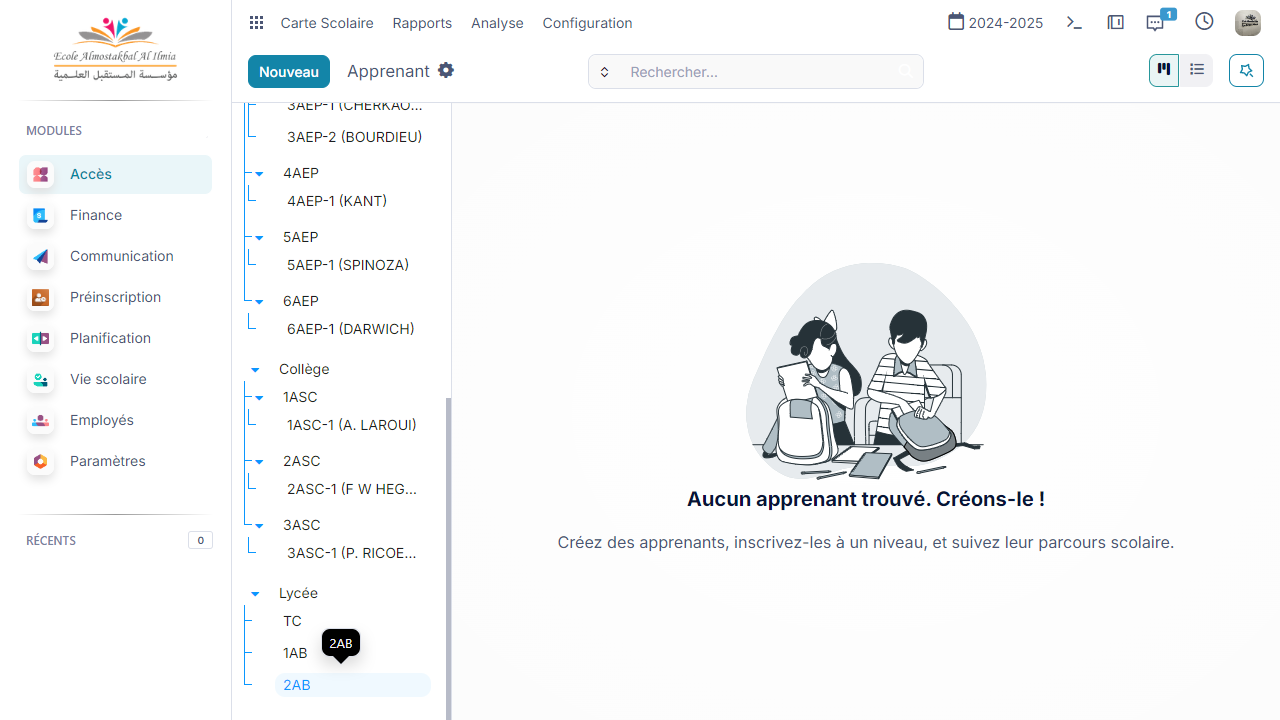 Ecole Almostakbal Al Ilmia
مؤسسة المستقبل العلمية
MODULES
Accès
Finance
Communication
Préinscription
Planification
Vie scolaire
Employés
Paramètres
RÉCENTS
0
Carte Scolaire
Rapports
Analyse
Configuration
2024-2025
1
Nouveau
Apprenant
Rechercher...
3AEP-1 (CHERKAO...
3AEP-2 (BOURDIEU)
4AEP
4AEP-1 (KANT)
5AEP
5AEP-1 (SPINOZA)
6AEP
6AEP-1 (DARWICH)
Collège
1ASC
1ASC-1 (A. LAROUI)
2ASC
2ASC-1 (F W HEG...
3ASC
3ASC-1 (P. RICOE...
Lycée
TC
2AB
1AB
2AB
Aucun apprenant trouvé. Créons-le !
Créez des apprenants, inscrivez-les à un niveau, et suivez leur parcours scolaire.